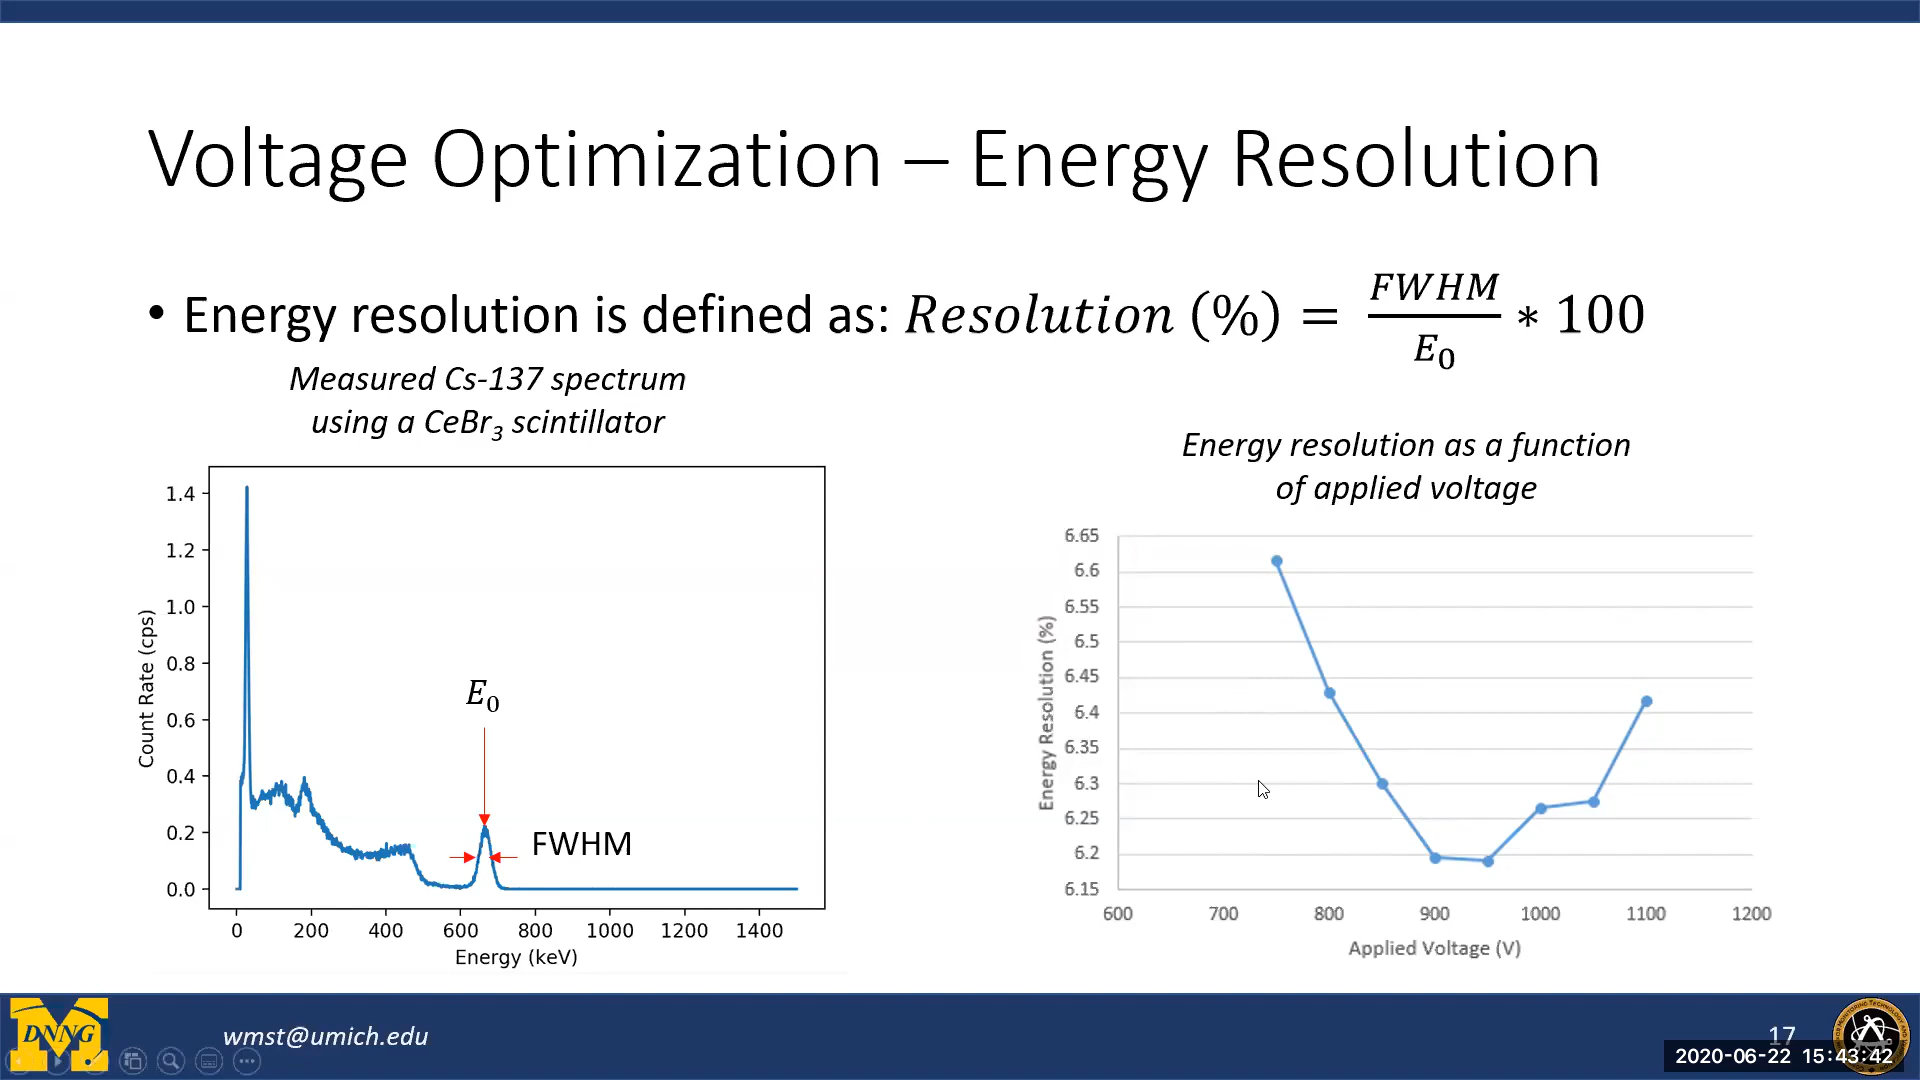 Voltage Optimization – Energy Resolution
• Energy resolution is defined as: Resolution (%) = FWHM/E₀ * 100
Measured Cs-137 spectrum
using a CeBr₃ scintillator
1.4
1.2
1.0
0.8
0.6
0.4
0.2
0.0
Count Rate (cps)
E₀
FWHM
0 200 400 600 800 1000 1200 1400
Energy (keV)
Energy resolution as a function
of applied voltage
6.65
6.6
6.55
6.5
6.45
6.4
6.35
6.3
6.25
6.2
6.15
Energy Resolution (%)
600 700 800 900 1000 1100 1200
Applied Voltage (V)
DNNG
wmst@umich.edu
17
2020-06-22 15:43:42